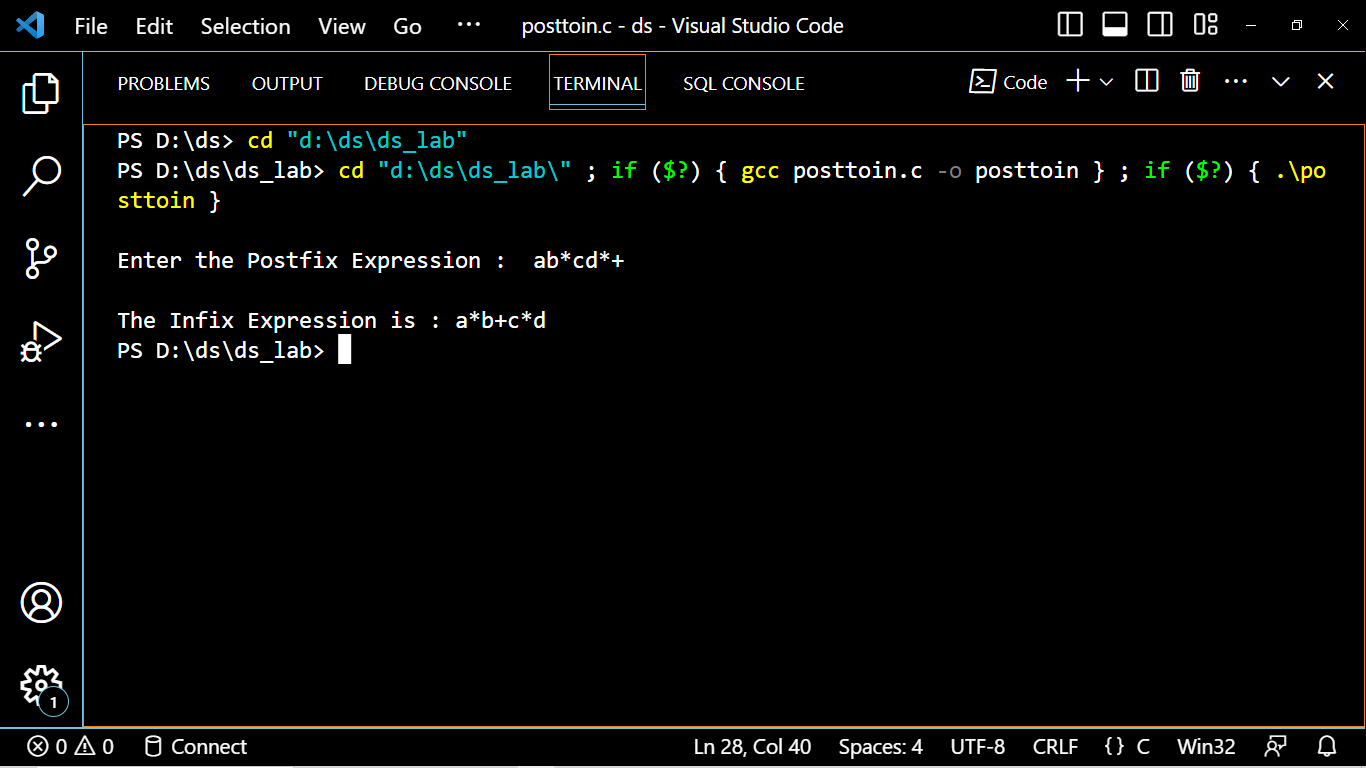 File Edit Selection View Go ··· posttoin.c - ds - Visual Studio Code
PROBLEMS OUTPUT DEBUG CONSOLE TERMINAL SQL CONSOLE Code
PS D:\ds> cd "d:\ds\ds_lab"
PS D:\ds\ds_lab> cd "d:\ds\ds_lab\" ; if ($?) { gcc posttoin.c -o posttoin } ; if ($?) { .\po
sttoin }
Enter the Postfix Expression :  ab*cd*+
The Infix Expression is : a*b+c*d
PS D:\ds\ds_lab>
1
0 0 Connect Ln 28, Col 40 Spaces: 4 UTF-8 CRLF {} C Win32